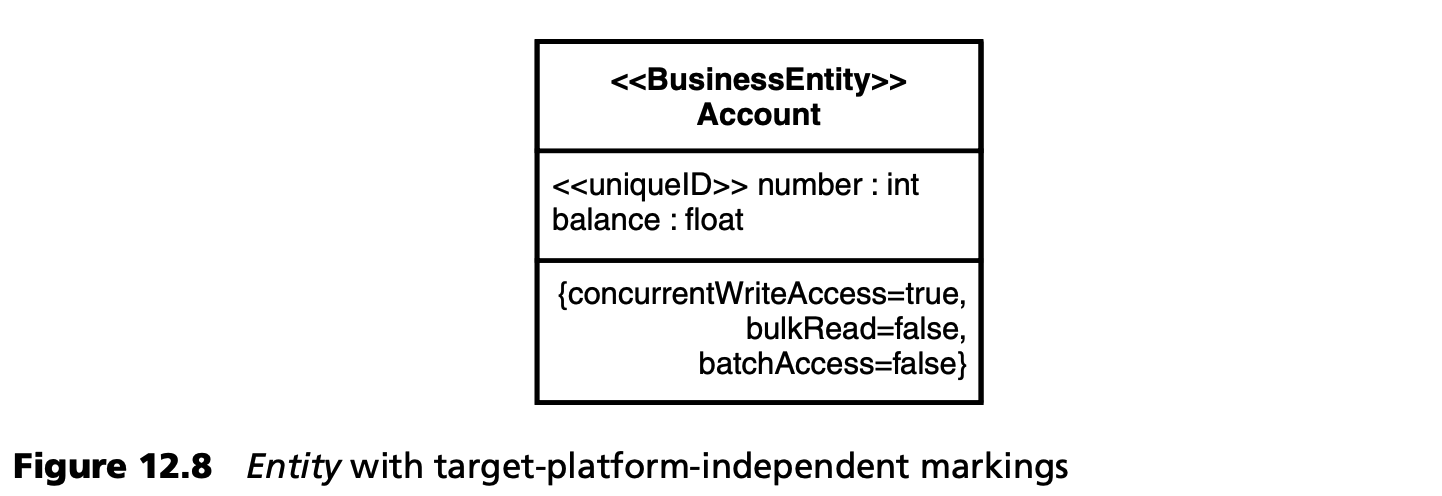 <<BusinessEntity>>
Account
<<uniqueID>> number : int
balance : float
{concurrentWriteAccess=true,
bulkRead=false,
batchAccess=false}
Figure 12.8 Entity with target-platform-independent markings